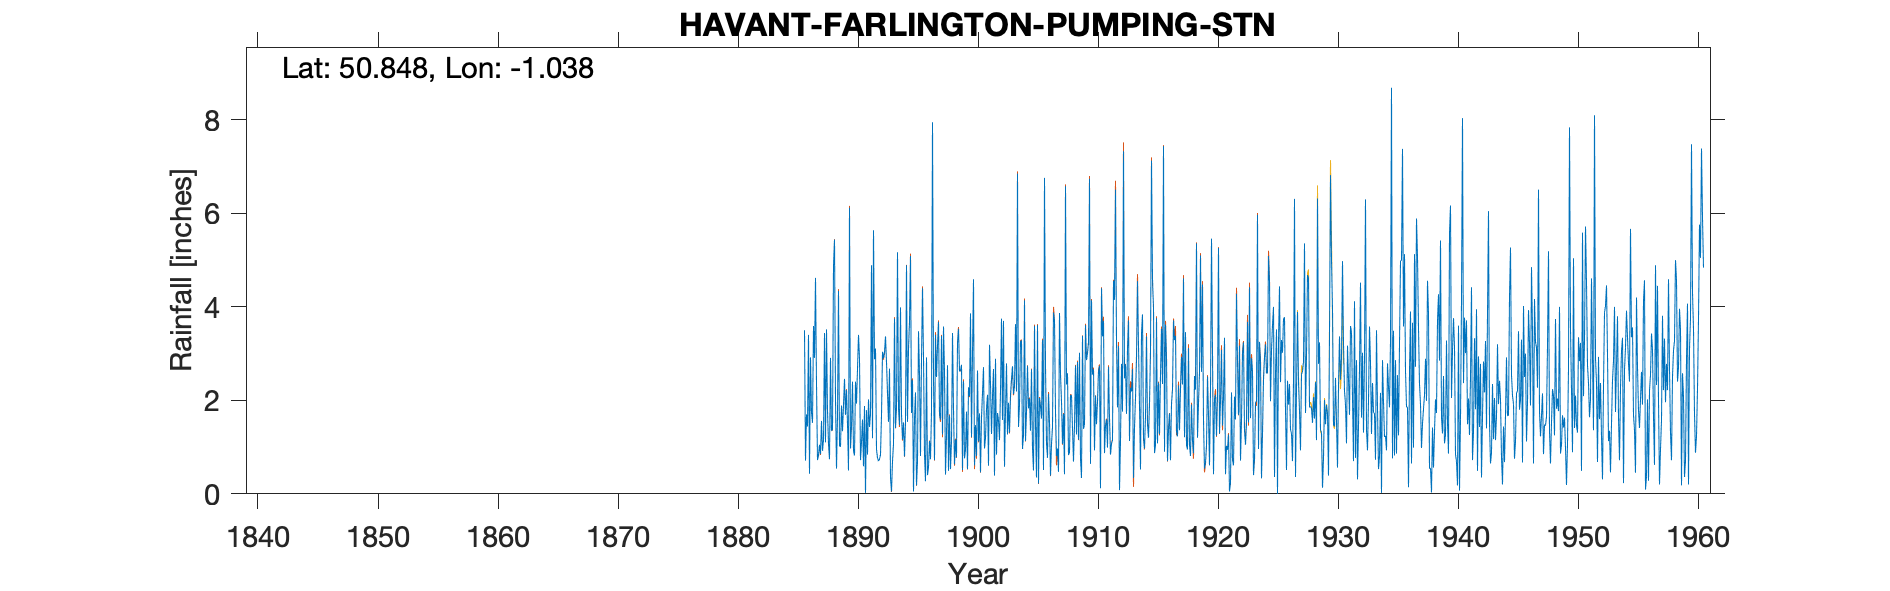 HAVANT-FARLINGTON-PUMPING-STN
Lat: 50.848, Lon: -1.038
8
6
4
2
0
Rainfall [inches]
1840 1850 1860 1870 1880 1890 1900 1910 1920 1930 1940 1950 1960
Year